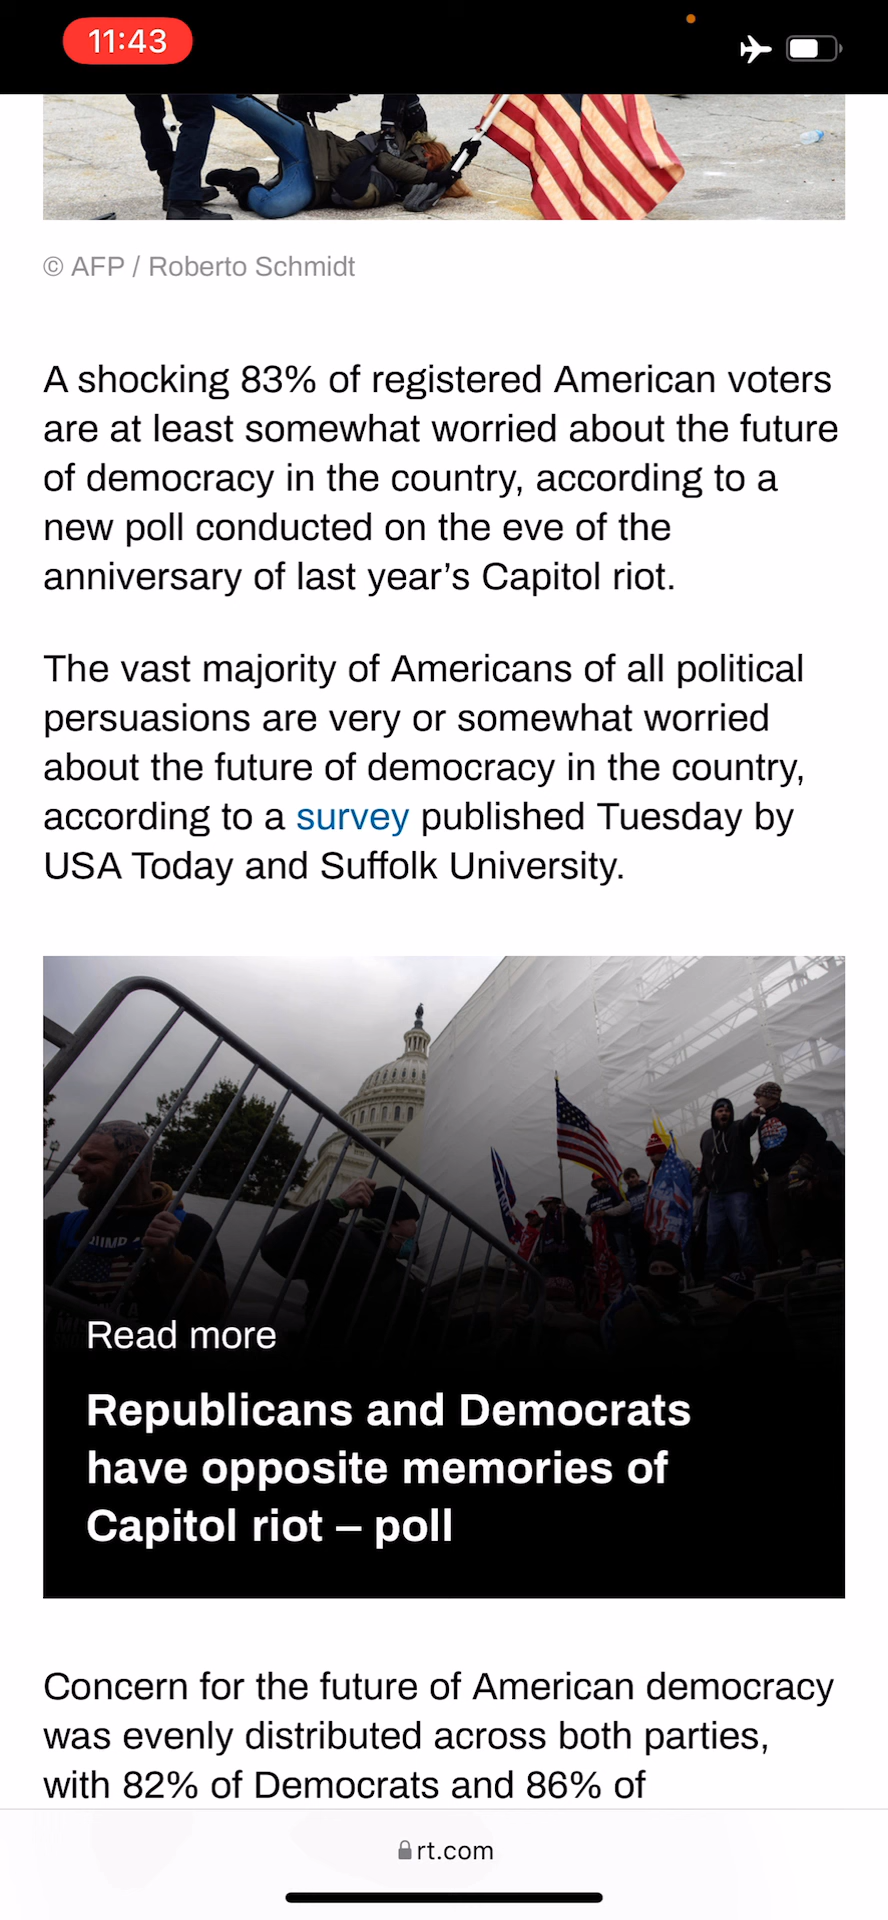 11:43
© AFP / Roberto Schmidt
A shocking 83% of registered American voters
are at least somewhat worried about the future
of democracy in the country, according to a
new poll conducted on the eve of the
anniversary of last year’s Capitol riot.
The vast majority of Americans of all political
persuasions are very or somewhat worried
about the future of democracy in the country,
according to a survey published Tuesday by
USA Today and Suffolk University.
Read more
Republicans and Democrats
have opposite memories of
Capitol riot – poll
Concern for the future of American democracy
was evenly distributed across both parties,
with 82% of Democrats and 86% of
rt.com